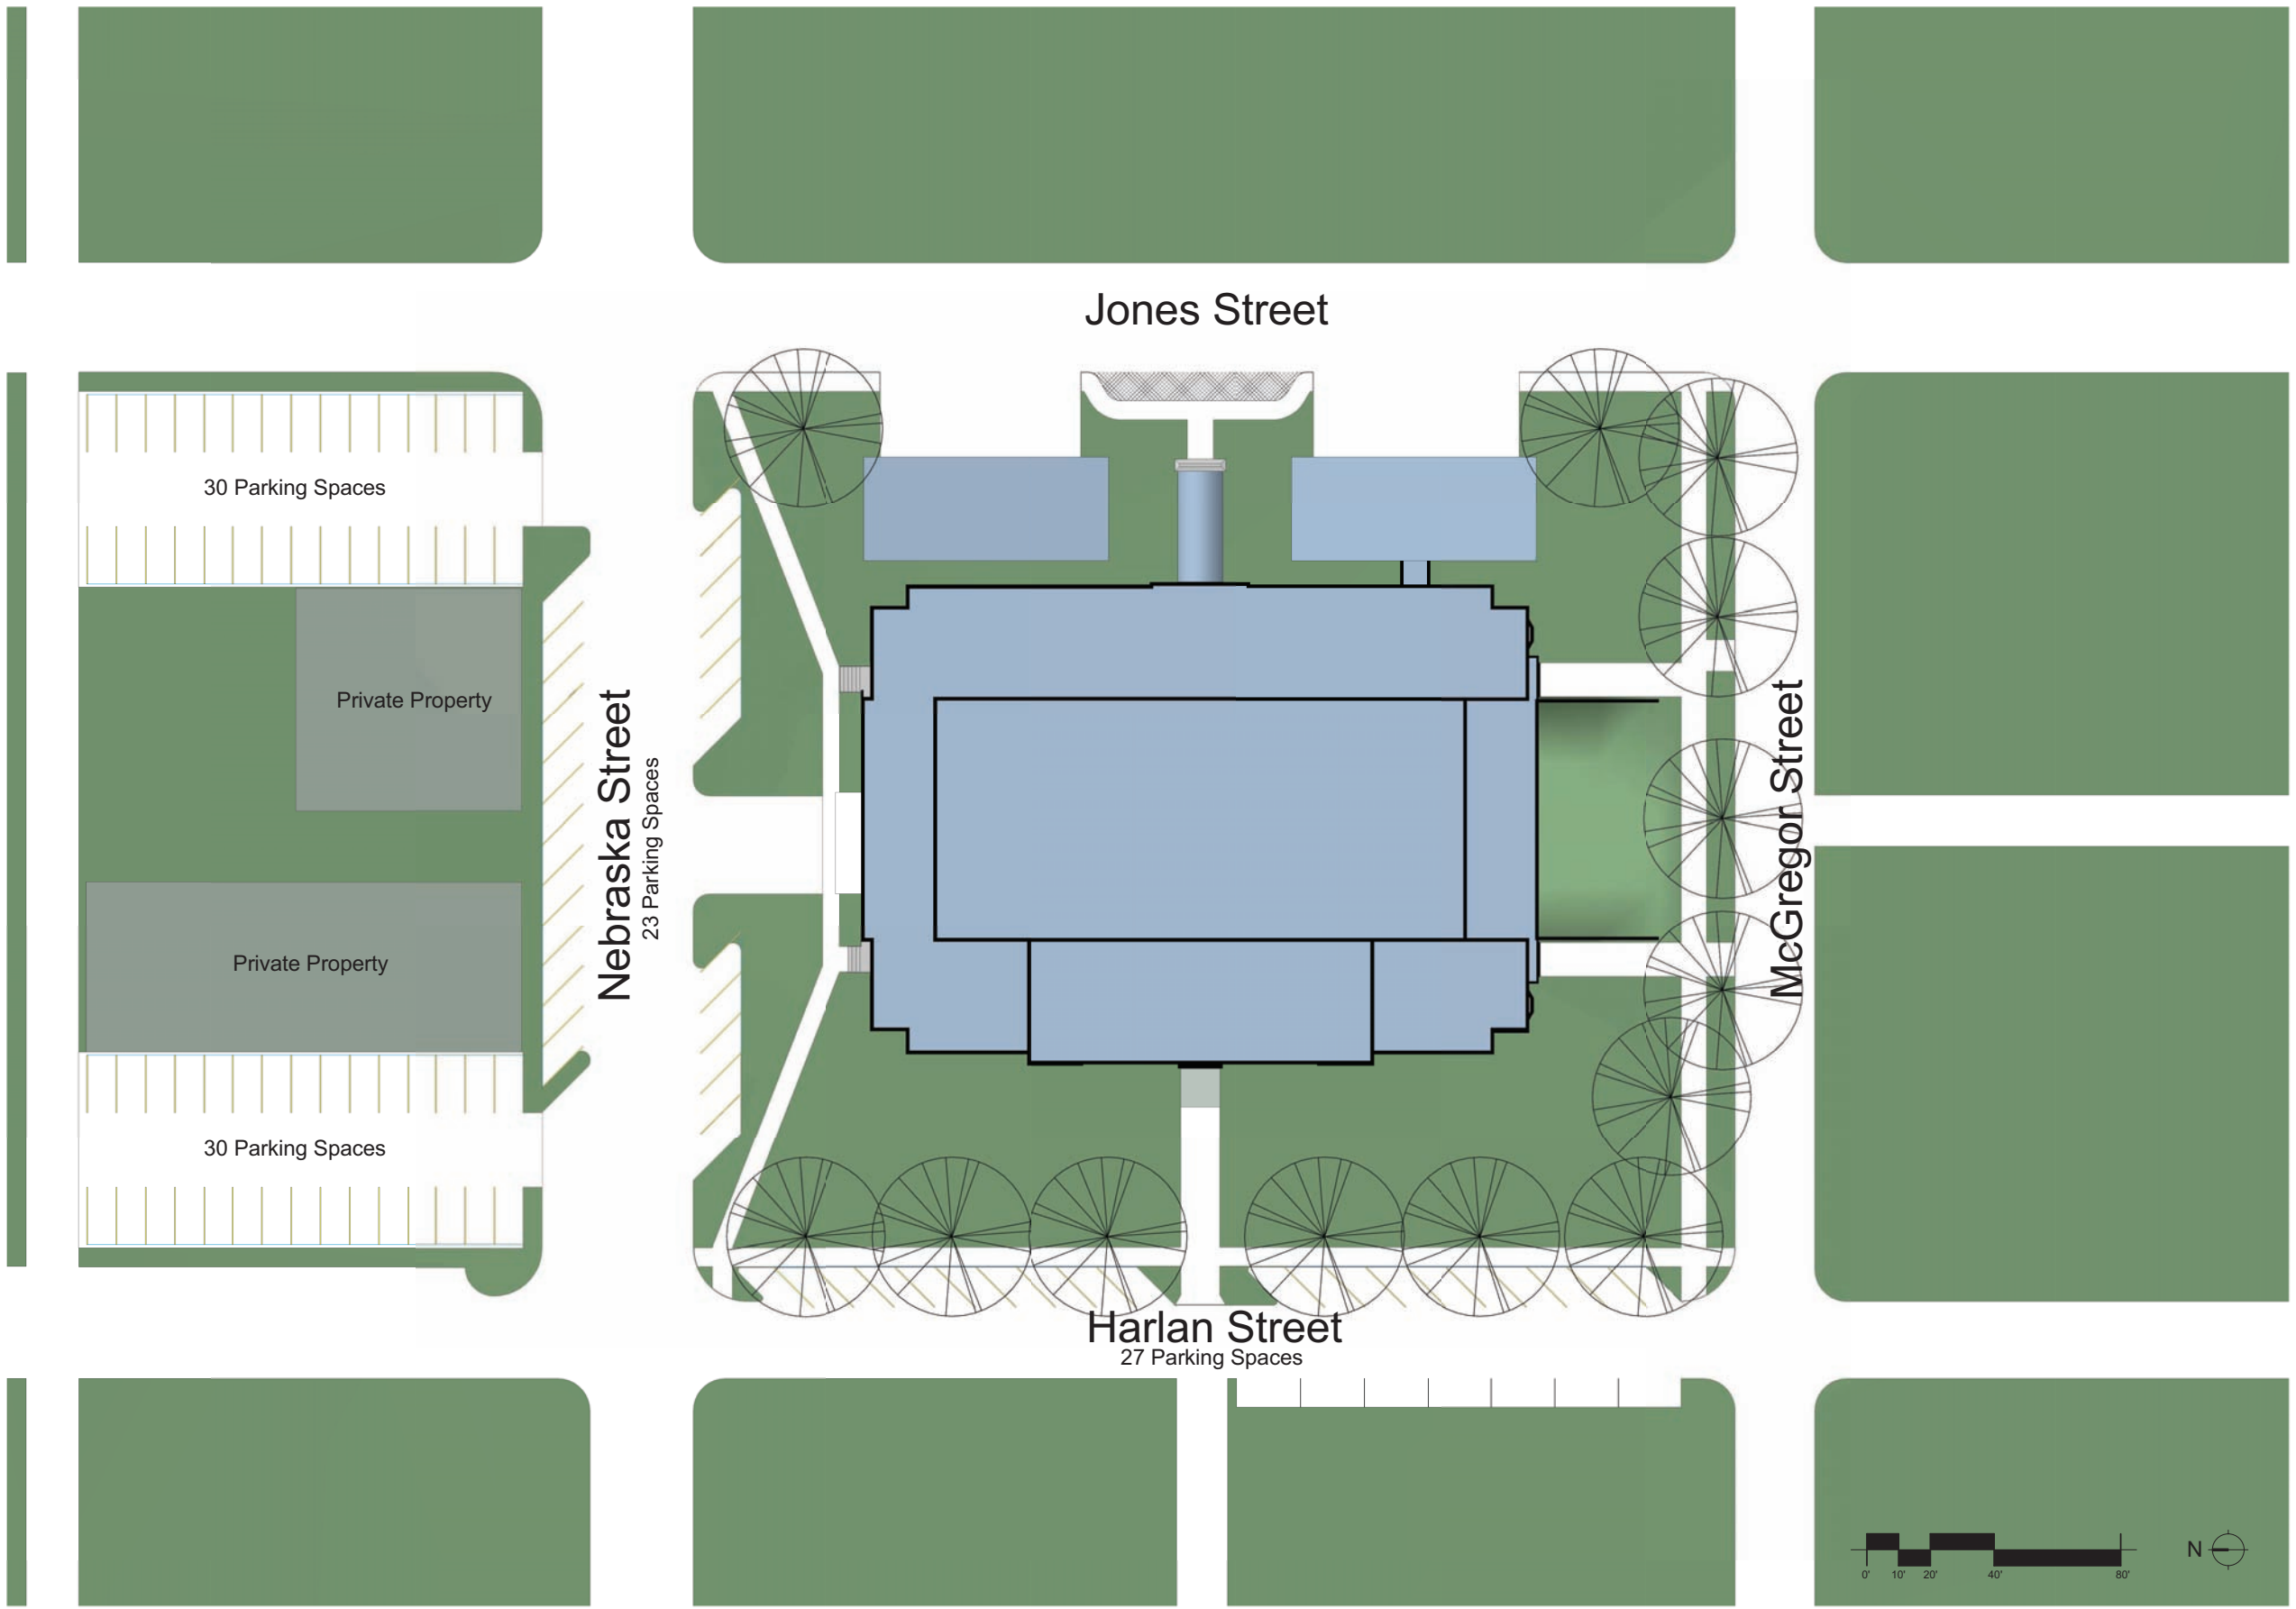 Jones Street
30 Parking Spaces
Private Property
Nebraska Street
23 Parking Spaces
McGregor Street
Private Property
30 Parking Spaces
Harlan Street
27 Parking Spaces
N
0' 10' 20' 40' 80'